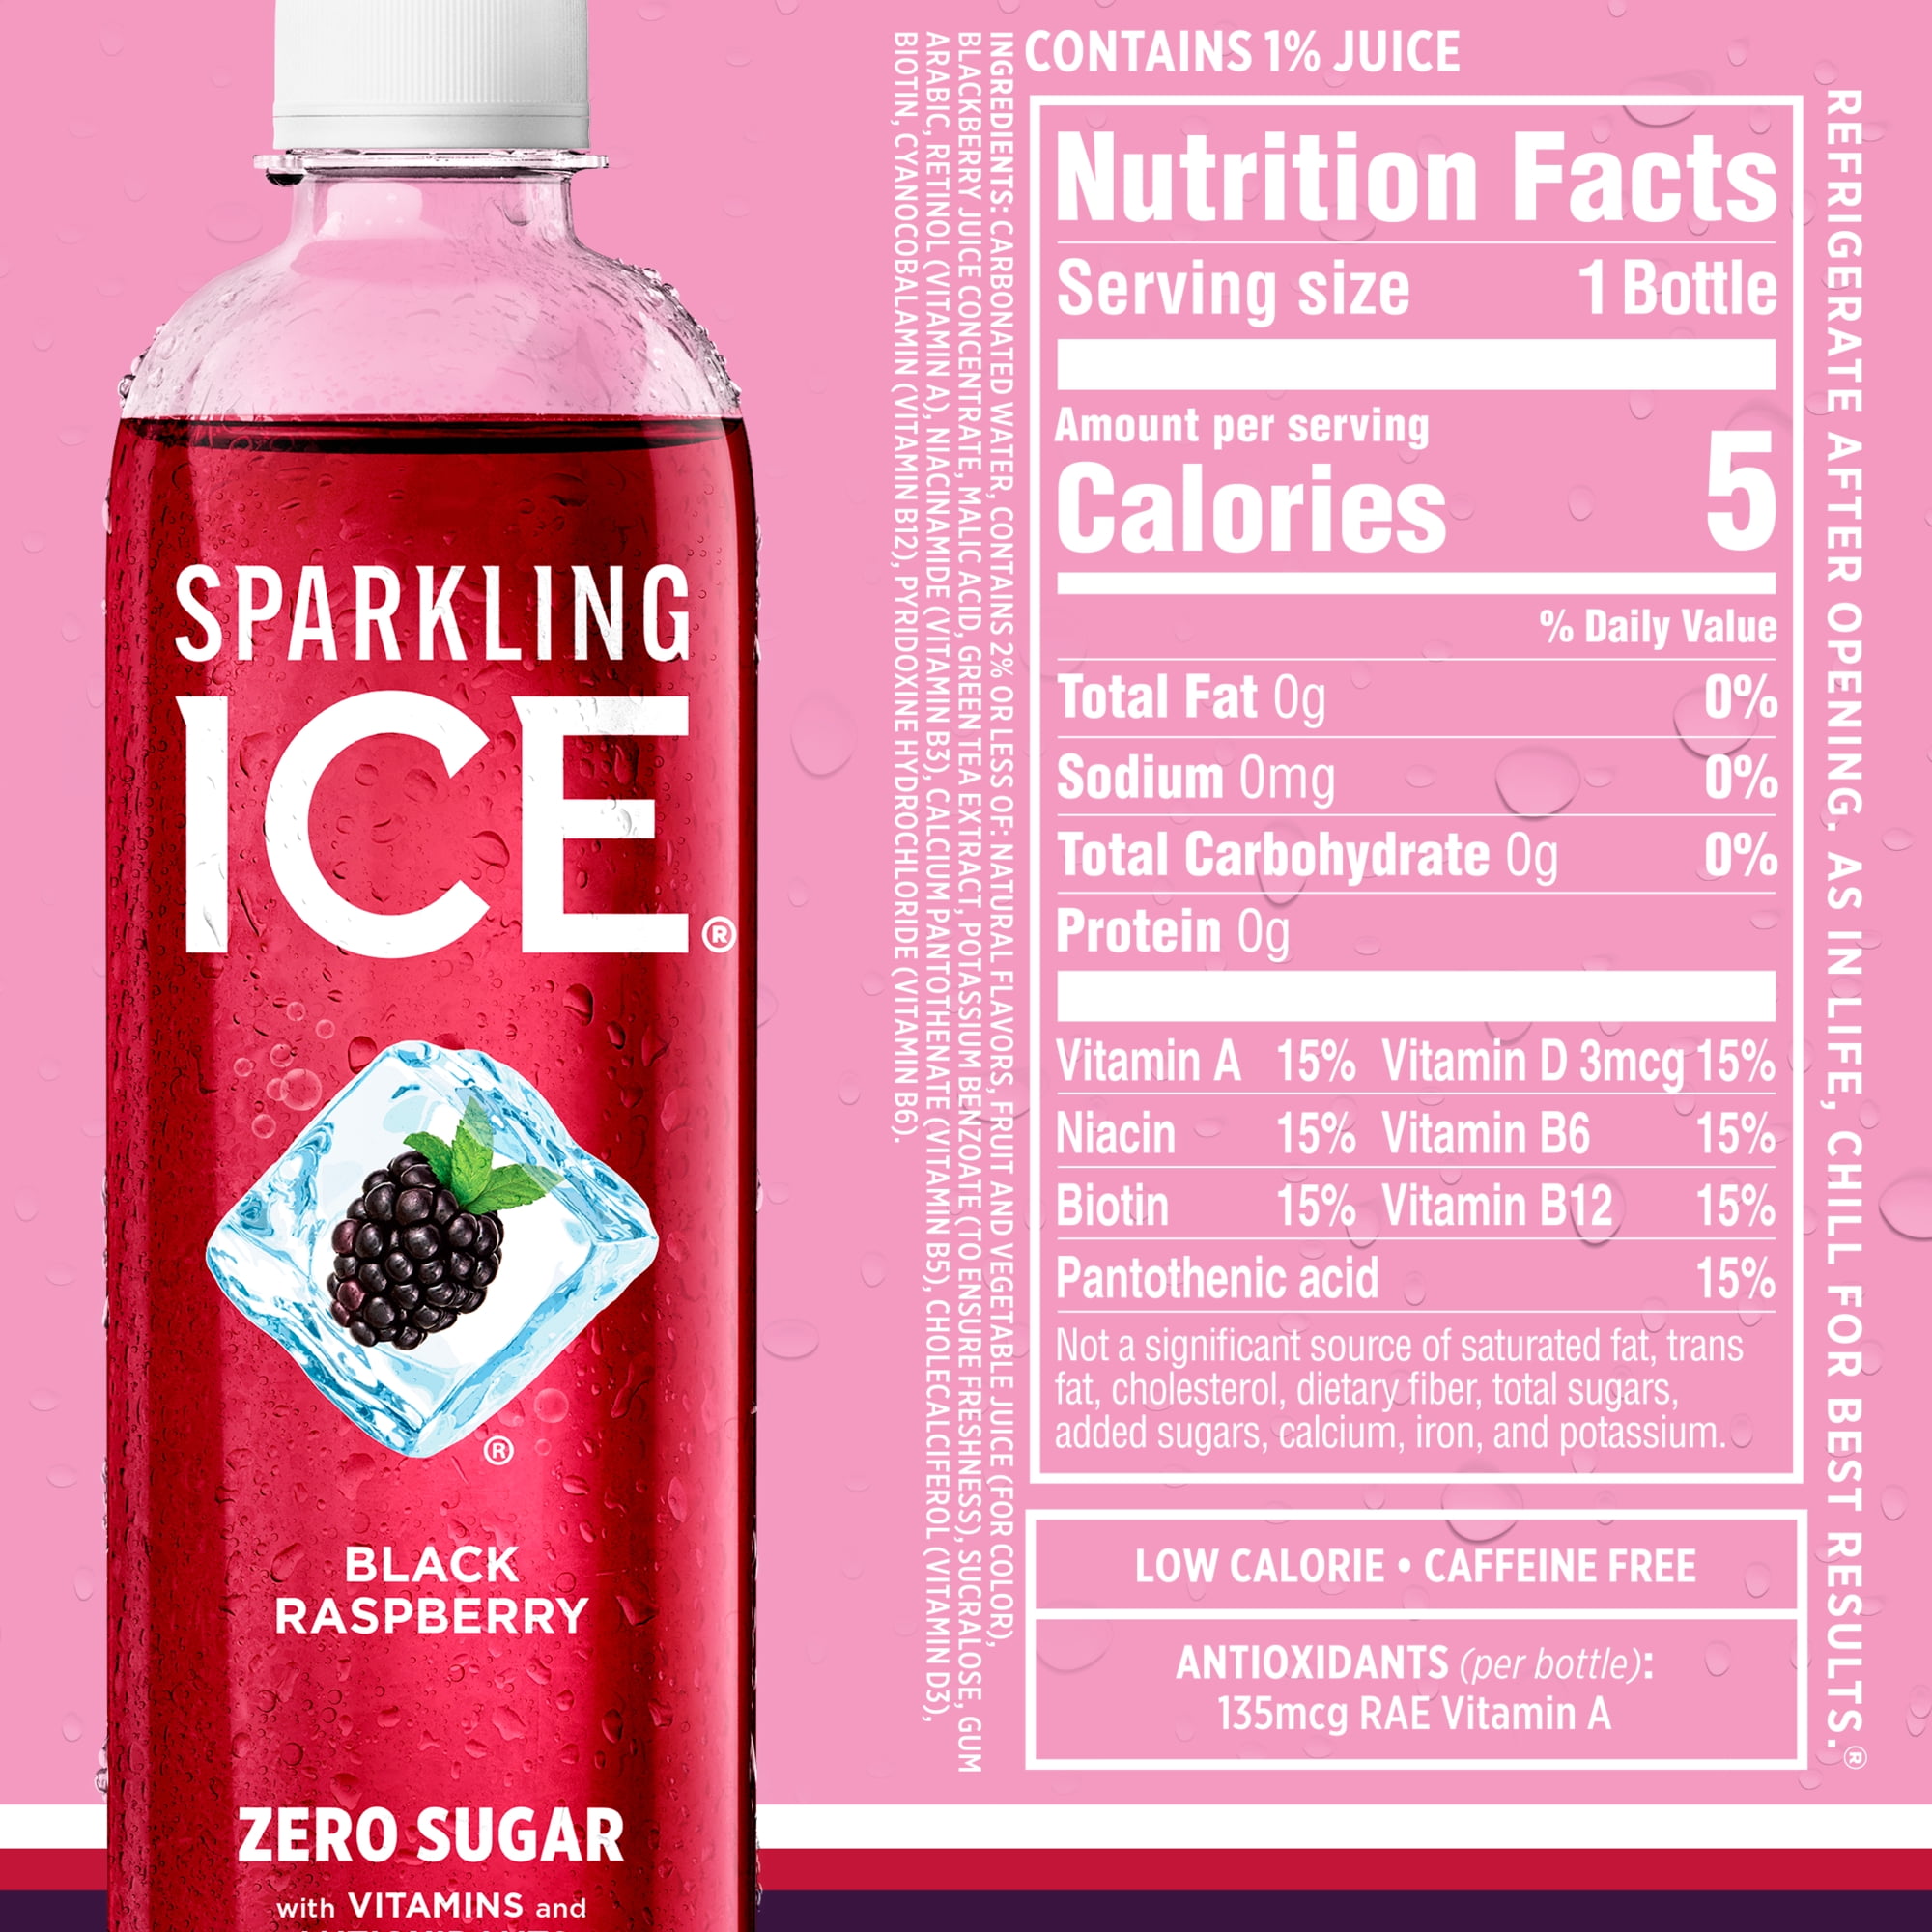 SPARKLING
ICE®
®
BLACK
RASPBERRY
ZERO SUGAR
with VITAMINS and
INGREDIENTS: CARBONATED WATER, CONTAINS 2% OR LESS OF: NATURAL FLAVORS, FRUIT AND VEGETABLE JUICE (FOR COLOR),
BLACKBERRY JUICE CONCENTRATE, MALIC ACID, GREEN TEA EXTRACT, POTASSIUM BENZOATE (TO ENSURE FRESHNESS), SUCRALOSE, GUM
ARABIC, RETINOL (VITAMIN A), NIACINAMIDE (VITAMIN B3), CALCIUM PANTOTHENATE (VITAMIN B5), CHOLECALCIFEROL (VITAMIN D3),
BIOTIN, CYANOCOBALAMIN (VITAMIN B12), PYRIDOXINE HYDROCHLORIDE (VITAMIN B6).
CONTAINS 1% JUICE
Nutrition Facts
Serving size 1 Bottle
Amount per serving
Calories 5
% Daily Value
Total Fat 0g 0%
Sodium 0mg 0%
Total Carbohydrate 0g 0%
Protein 0g
Vitamin A 15% Vitamin D 3mcg 15%
Niacin 15% Vitamin B6 15%
Biotin 15% Vitamin B12 15%
Pantothenic acid 15%
Not a significant source of saturated fat, trans
fat, cholesterol, dietary fiber, total sugars,
added sugars, calcium, iron, and potassium.
LOW CALORIE • CAFFEINE FREE
ANTIOXIDANTS (per bottle):
135mcg RAE Vitamin A
REFRIGERATE AFTER OPENING, AS IN LIFE, CHILL FOR BEST RESULTS.®